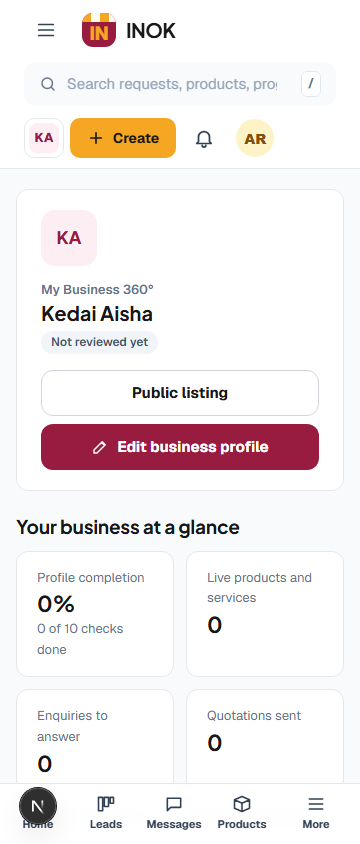 IN INOK
Search requests, products, pro
/
KA
+ Create
AR
KA
My Business 360°
Kedai Aisha
Not reviewed yet
Public listing
Edit business profile
Your business at a glance
Profile completion
0%
0 of 10 checks
done
Live products and
services
0
Enquiries to
answer
0
Quotations sent
0
N
Home
Leads
Messages
Products
More